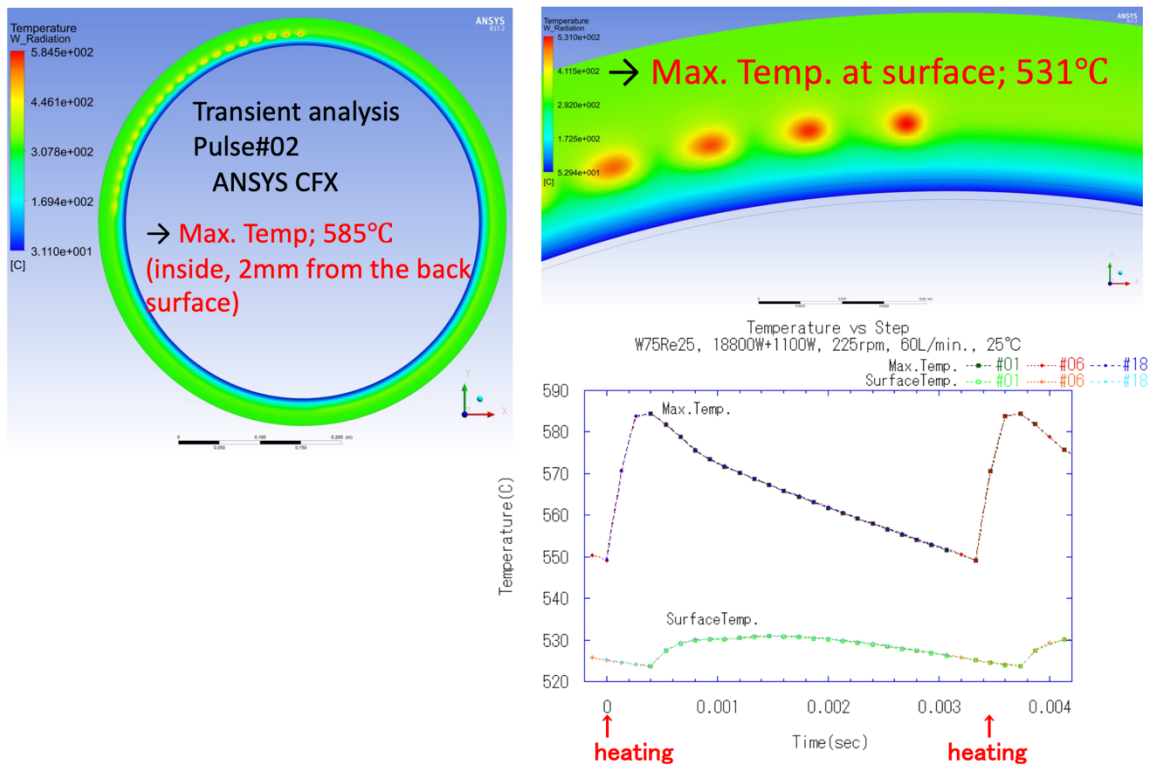 Temperature
W_Radiation
5.845e+002
4.461e+002
3.078e+002
1.694e+002
3.110e+001
[C]
ANSYS
R17.2
Transient analysis
Pulse#02
ANSYS CFX
→ Max. Temp; 585℃
(inside, 2mm from the back
surface)
Y
X
0
0.050
0.100
0.150
0.200 (m)
Temperature
W_Radiation
5.310e+002
4.115e+002
2.920e+002
1.725e+002
5.294e+001
[C]
ANSYS
→ Max. Temp. at surface; 531℃
Temperature vs Step
W75Re25, 18800W+1100W, 225rpm, 60L/min., 25℃
Max.Temp. #01 #06 #18
SurfaceTemp. #01 #06 #18
Temperature(C)
590
580
570
560
550
540
530
520
Max.Temp.
SurfaceTemp.
0 0.001 0.002 0.003 0.004
Time(sec)
↑ ↑
heating heating